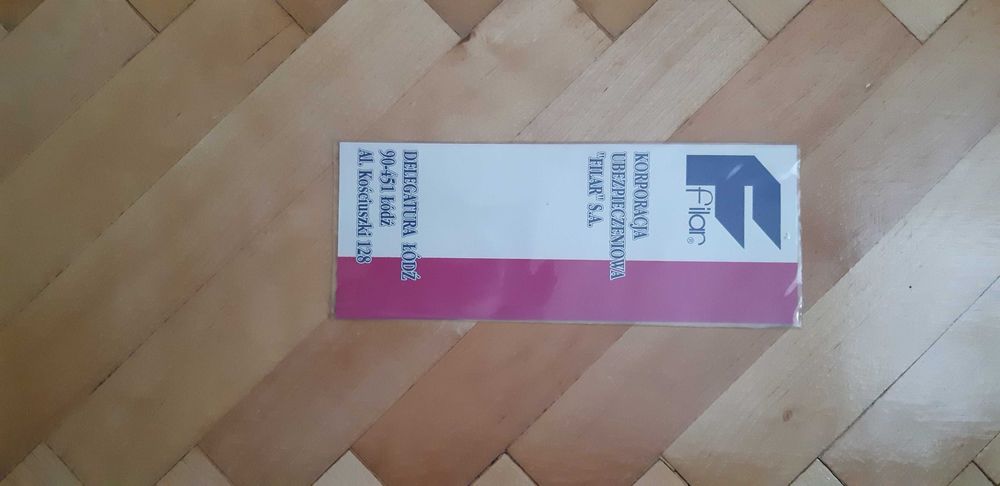 filar®
KORPORACJA
UBEZPIECZENIOWA
"FILAR" S.A.
DELEGATURA ŁÓDŹ
90-451 Łódź
Al. Kościuszki 128